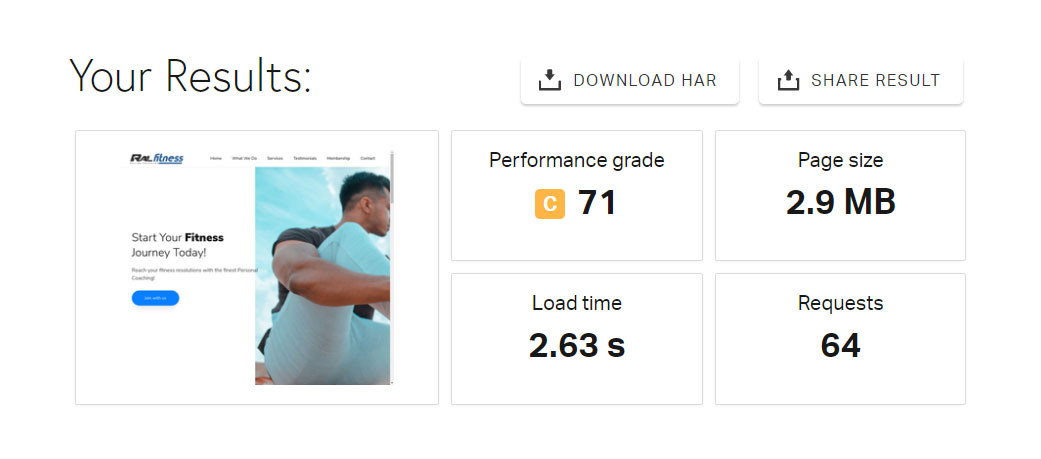 Your Results:
DOWNLOAD HAR
SHARE RESULT
RAL fitness
Home What We Do Services Testimonials Membership Contact
Start Your Fitness
Journey Today!
Reach your fitness resolutions with the finest Personal
Coaching!
Join with us
Performance grade
C 71
Page size
2.9 MB
Load time
2.63 s
Requests
64